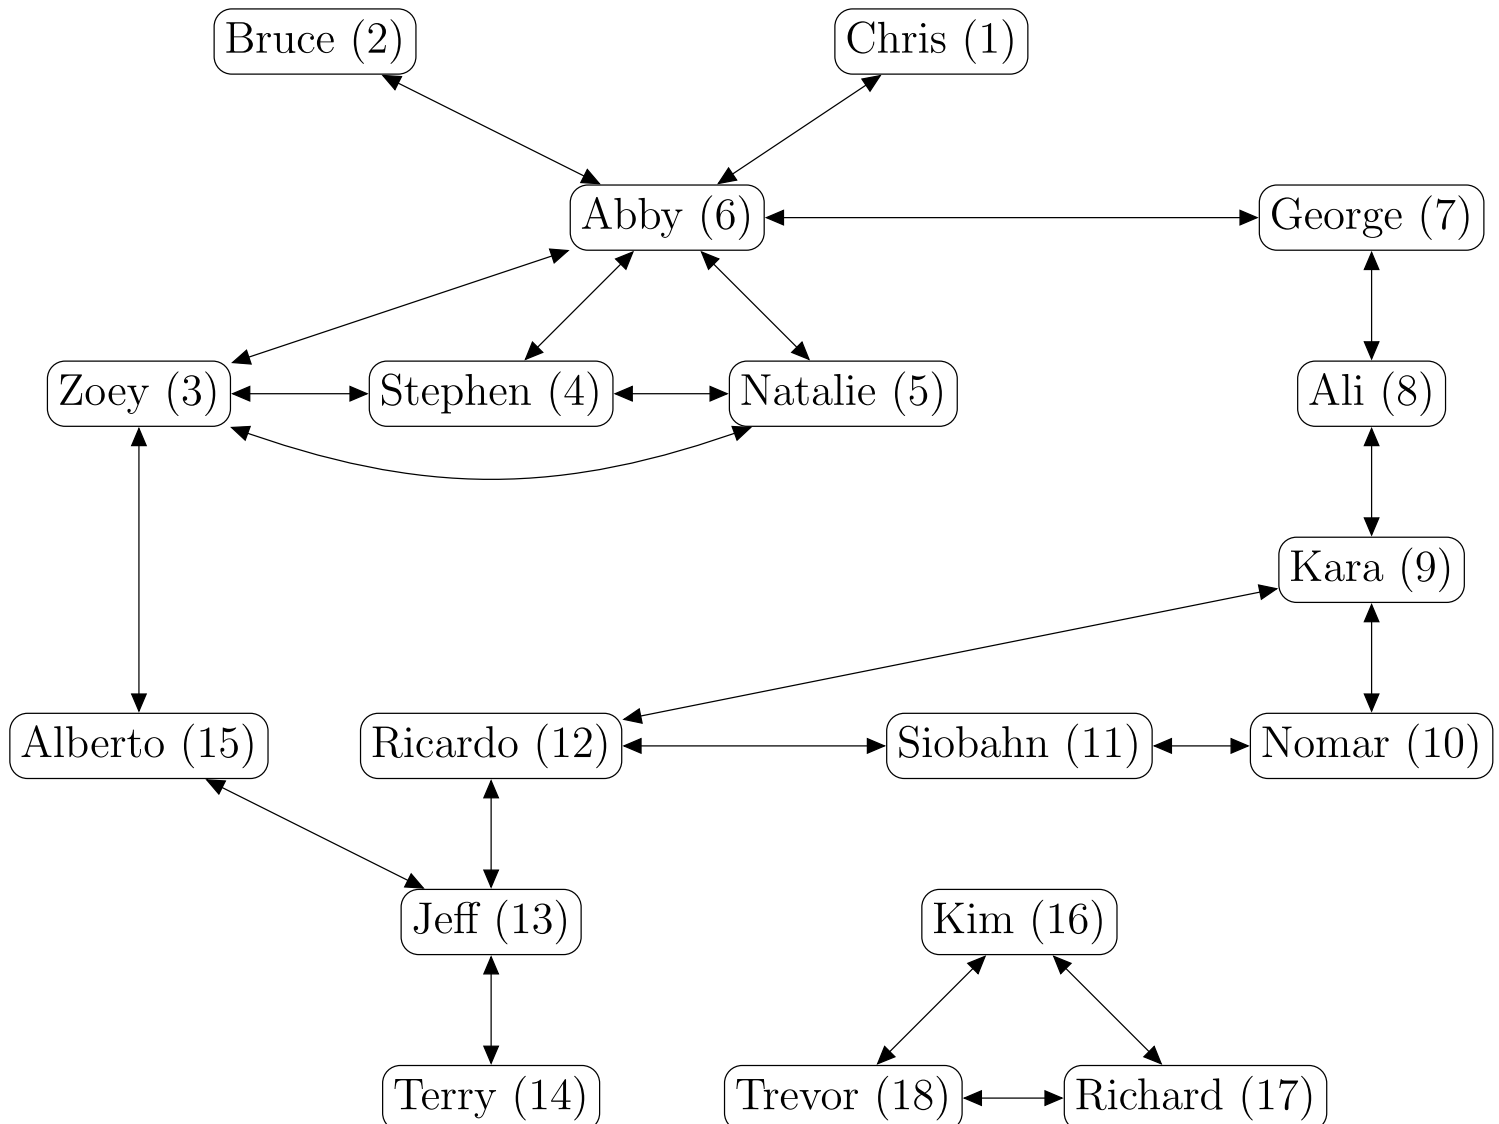 Bruce (2)
Chris (1)
Abby (6)
George (7)
Zoey (3)
Stephen (4)
Natalie (5)
Ali (8)
Kara (9)
Alberto (15)
Ricardo (12)
Siobahn (11)
Nomar (10)
Jeff (13)
Kim (16)
Terry (14)
Trevor (18)
Richard (17)